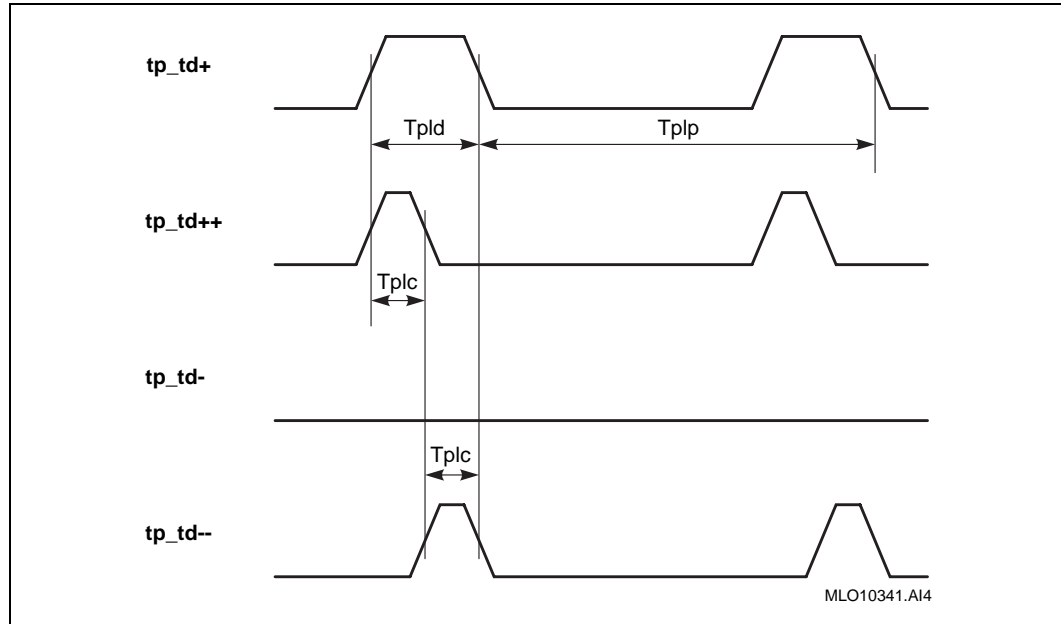 tp_td+
Tpld
Tplp
tp_td++
Tplc
tp_td-
Tplc
tp_td--
MLO10341.AI4